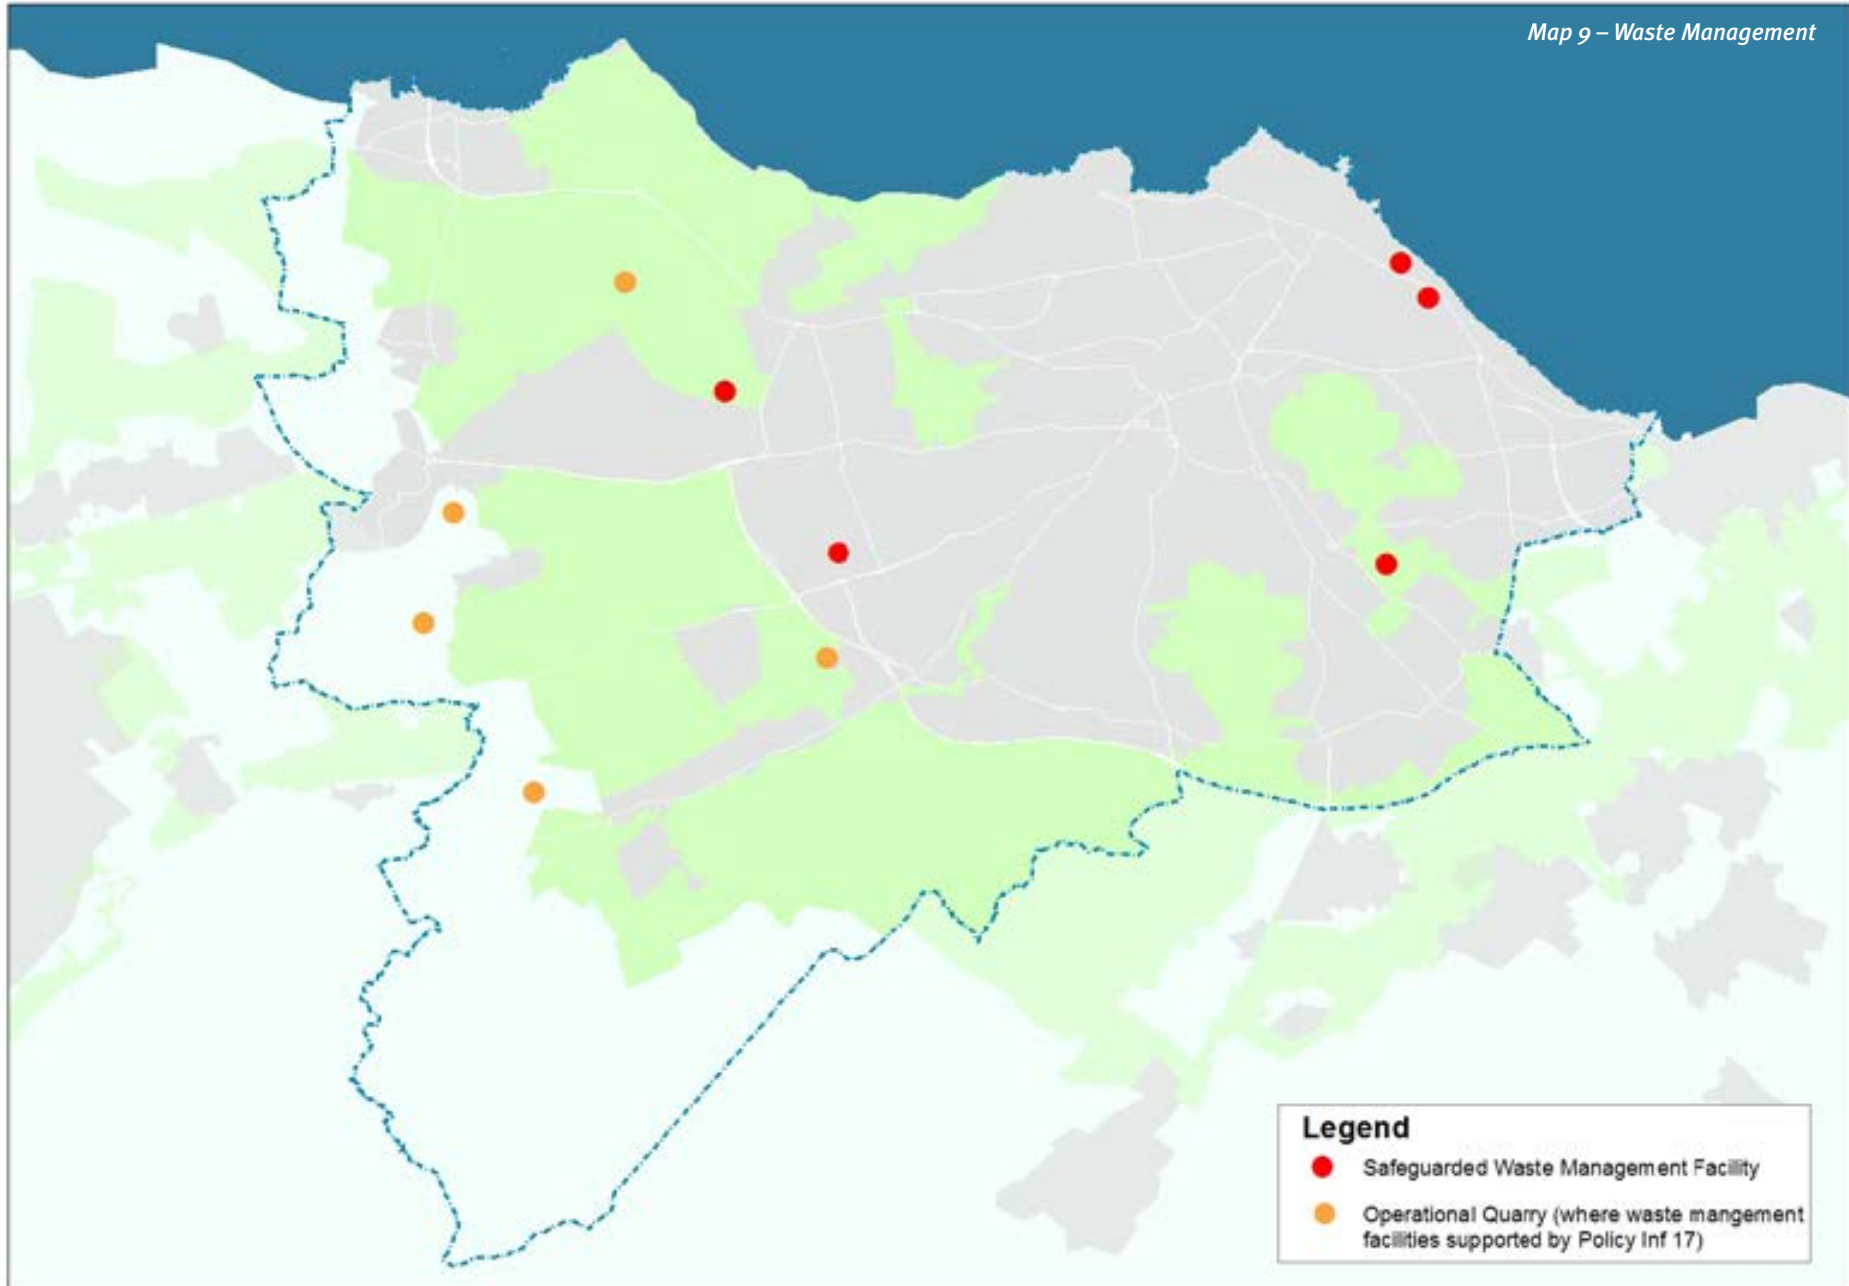 Map 9 – Waste Management
Legend
Safeguarded Waste Management Facility
Operational Quarry (where waste mangement
facilities supported by Policy Inf 17)